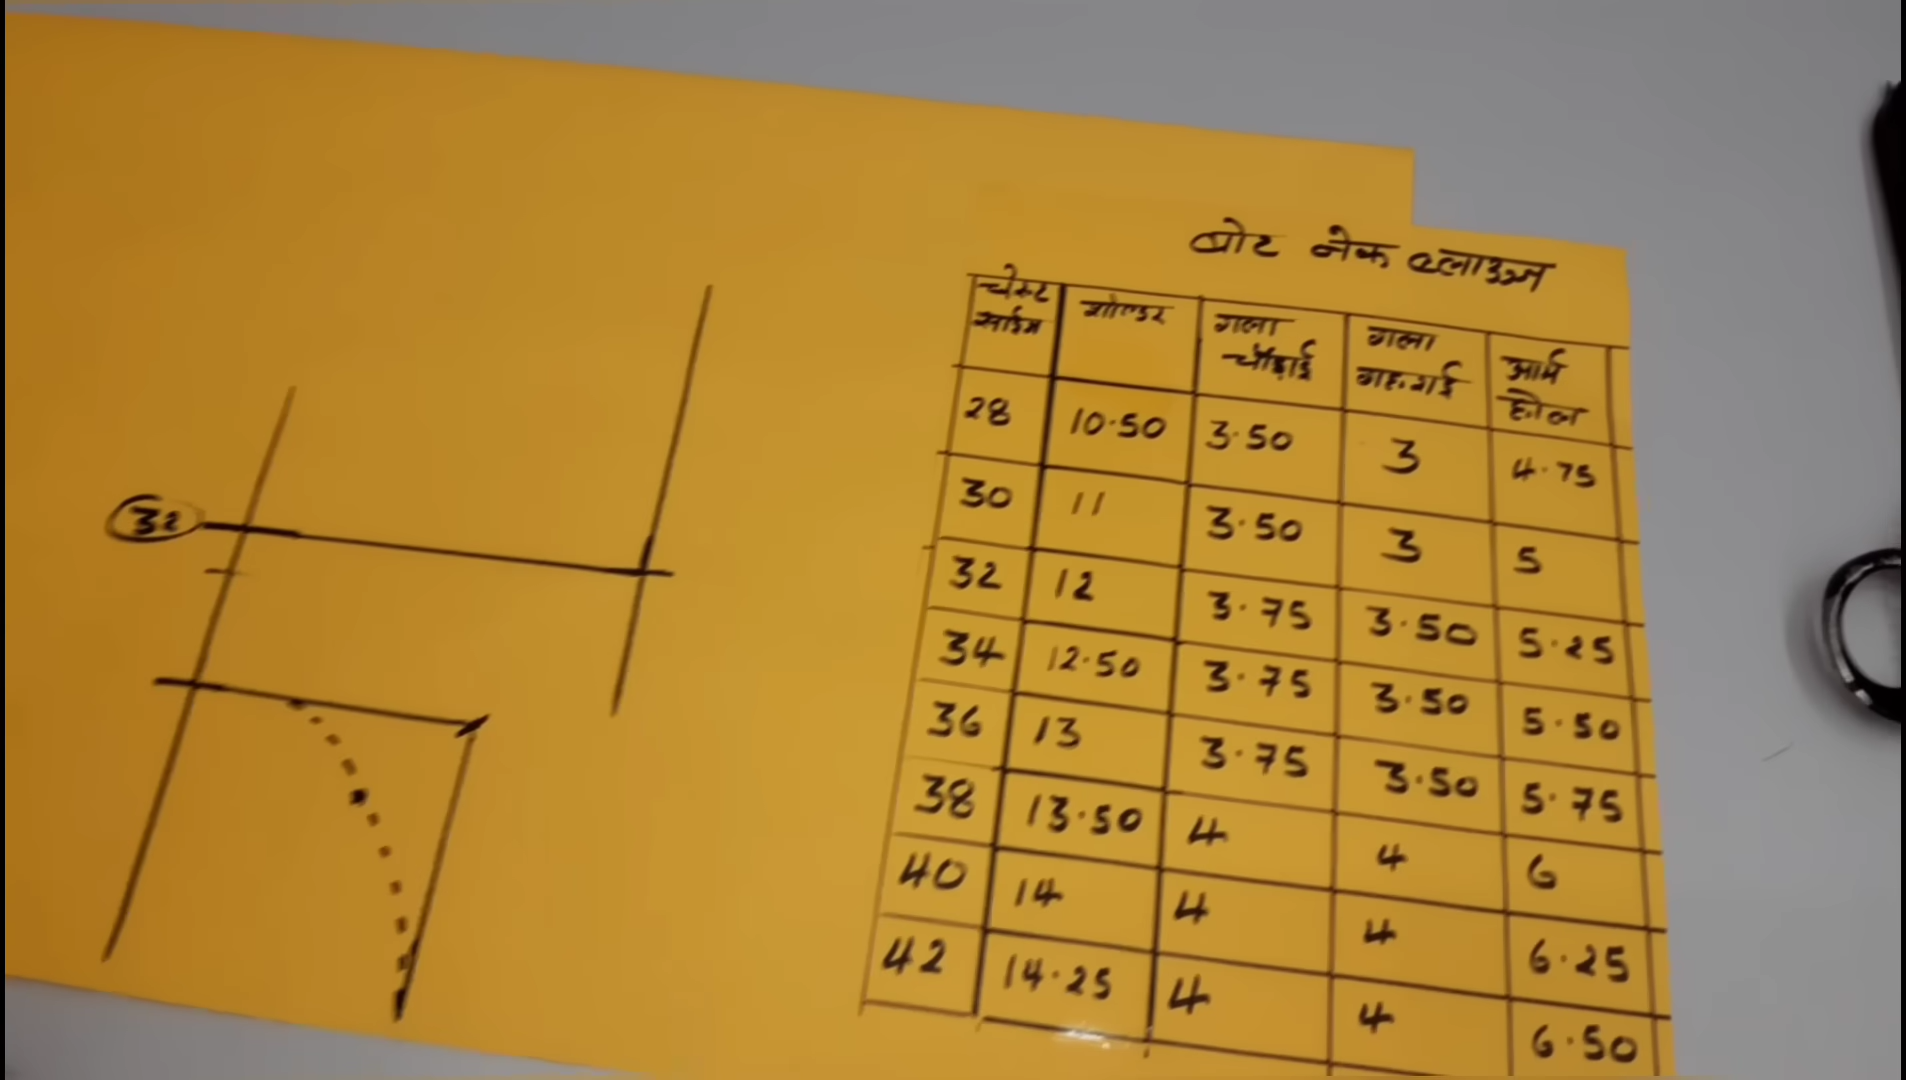 बोट नेक ब्लाउज
चेस्ट साईज शोल्डर गला चौड़ाई गला गहराई आर्म होल
28 10.50 3.50 3 4.75
30 11 3.50 3 5
32 12 3.75 3.50 5.25
34 12.50 3.75 3.50 5.50
36 13 3.75 3.50 5.75
38 13.50 4 4 6
40 14 4 4 6.25
42 14.25 4 4 6.50
32